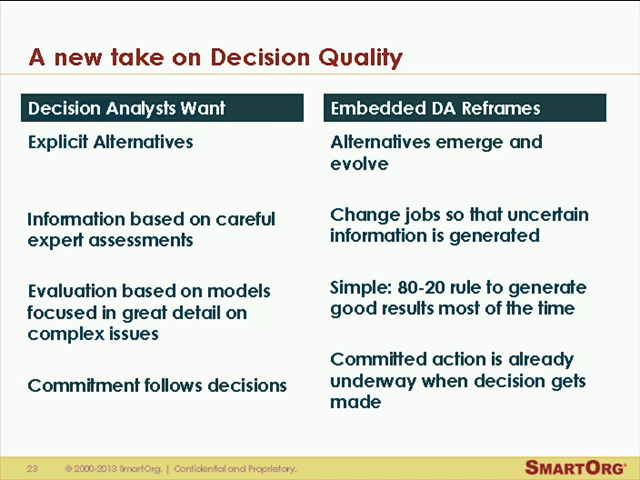 A new take on Decision Quality
Decision Analysts Want
Explicit Alternatives
Information based on careful
expert assessments
Evaluation based on models
focused in great detail on
complex issues
Commitment follows decisions
Embedded DA Reframes
Alternatives emerge and
evolve
Change jobs so that uncertain
information is generated
Simple: 80-20 rule to generate
good results most of the time
Committed action is already
underway when decision gets
made
23
© 2000-2013 SmartOrg. | Confidential and Proprietary.
SMARTORG